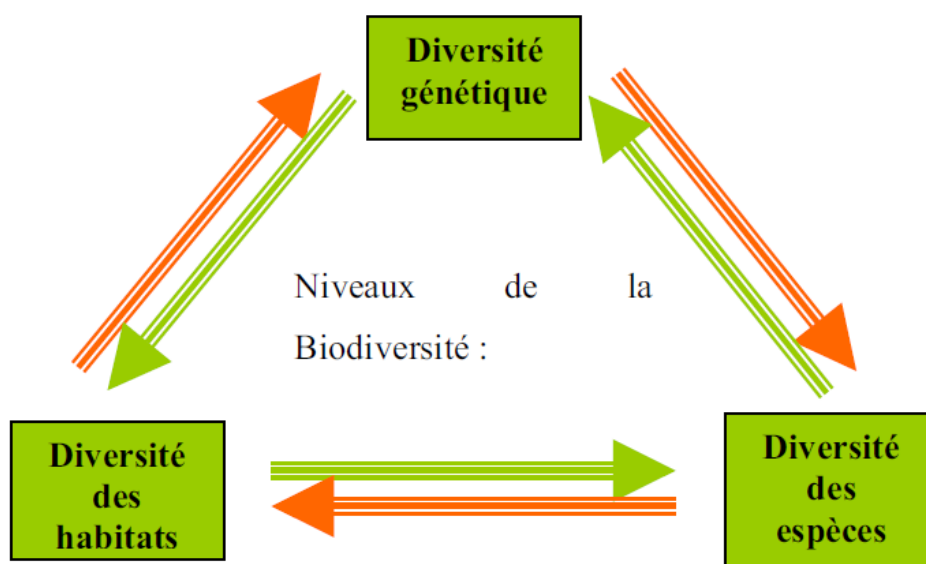 Diversité
génétique
Niveaux de la
Biodiversité :
Diversité
des
habitats
Diversité
des
espèces